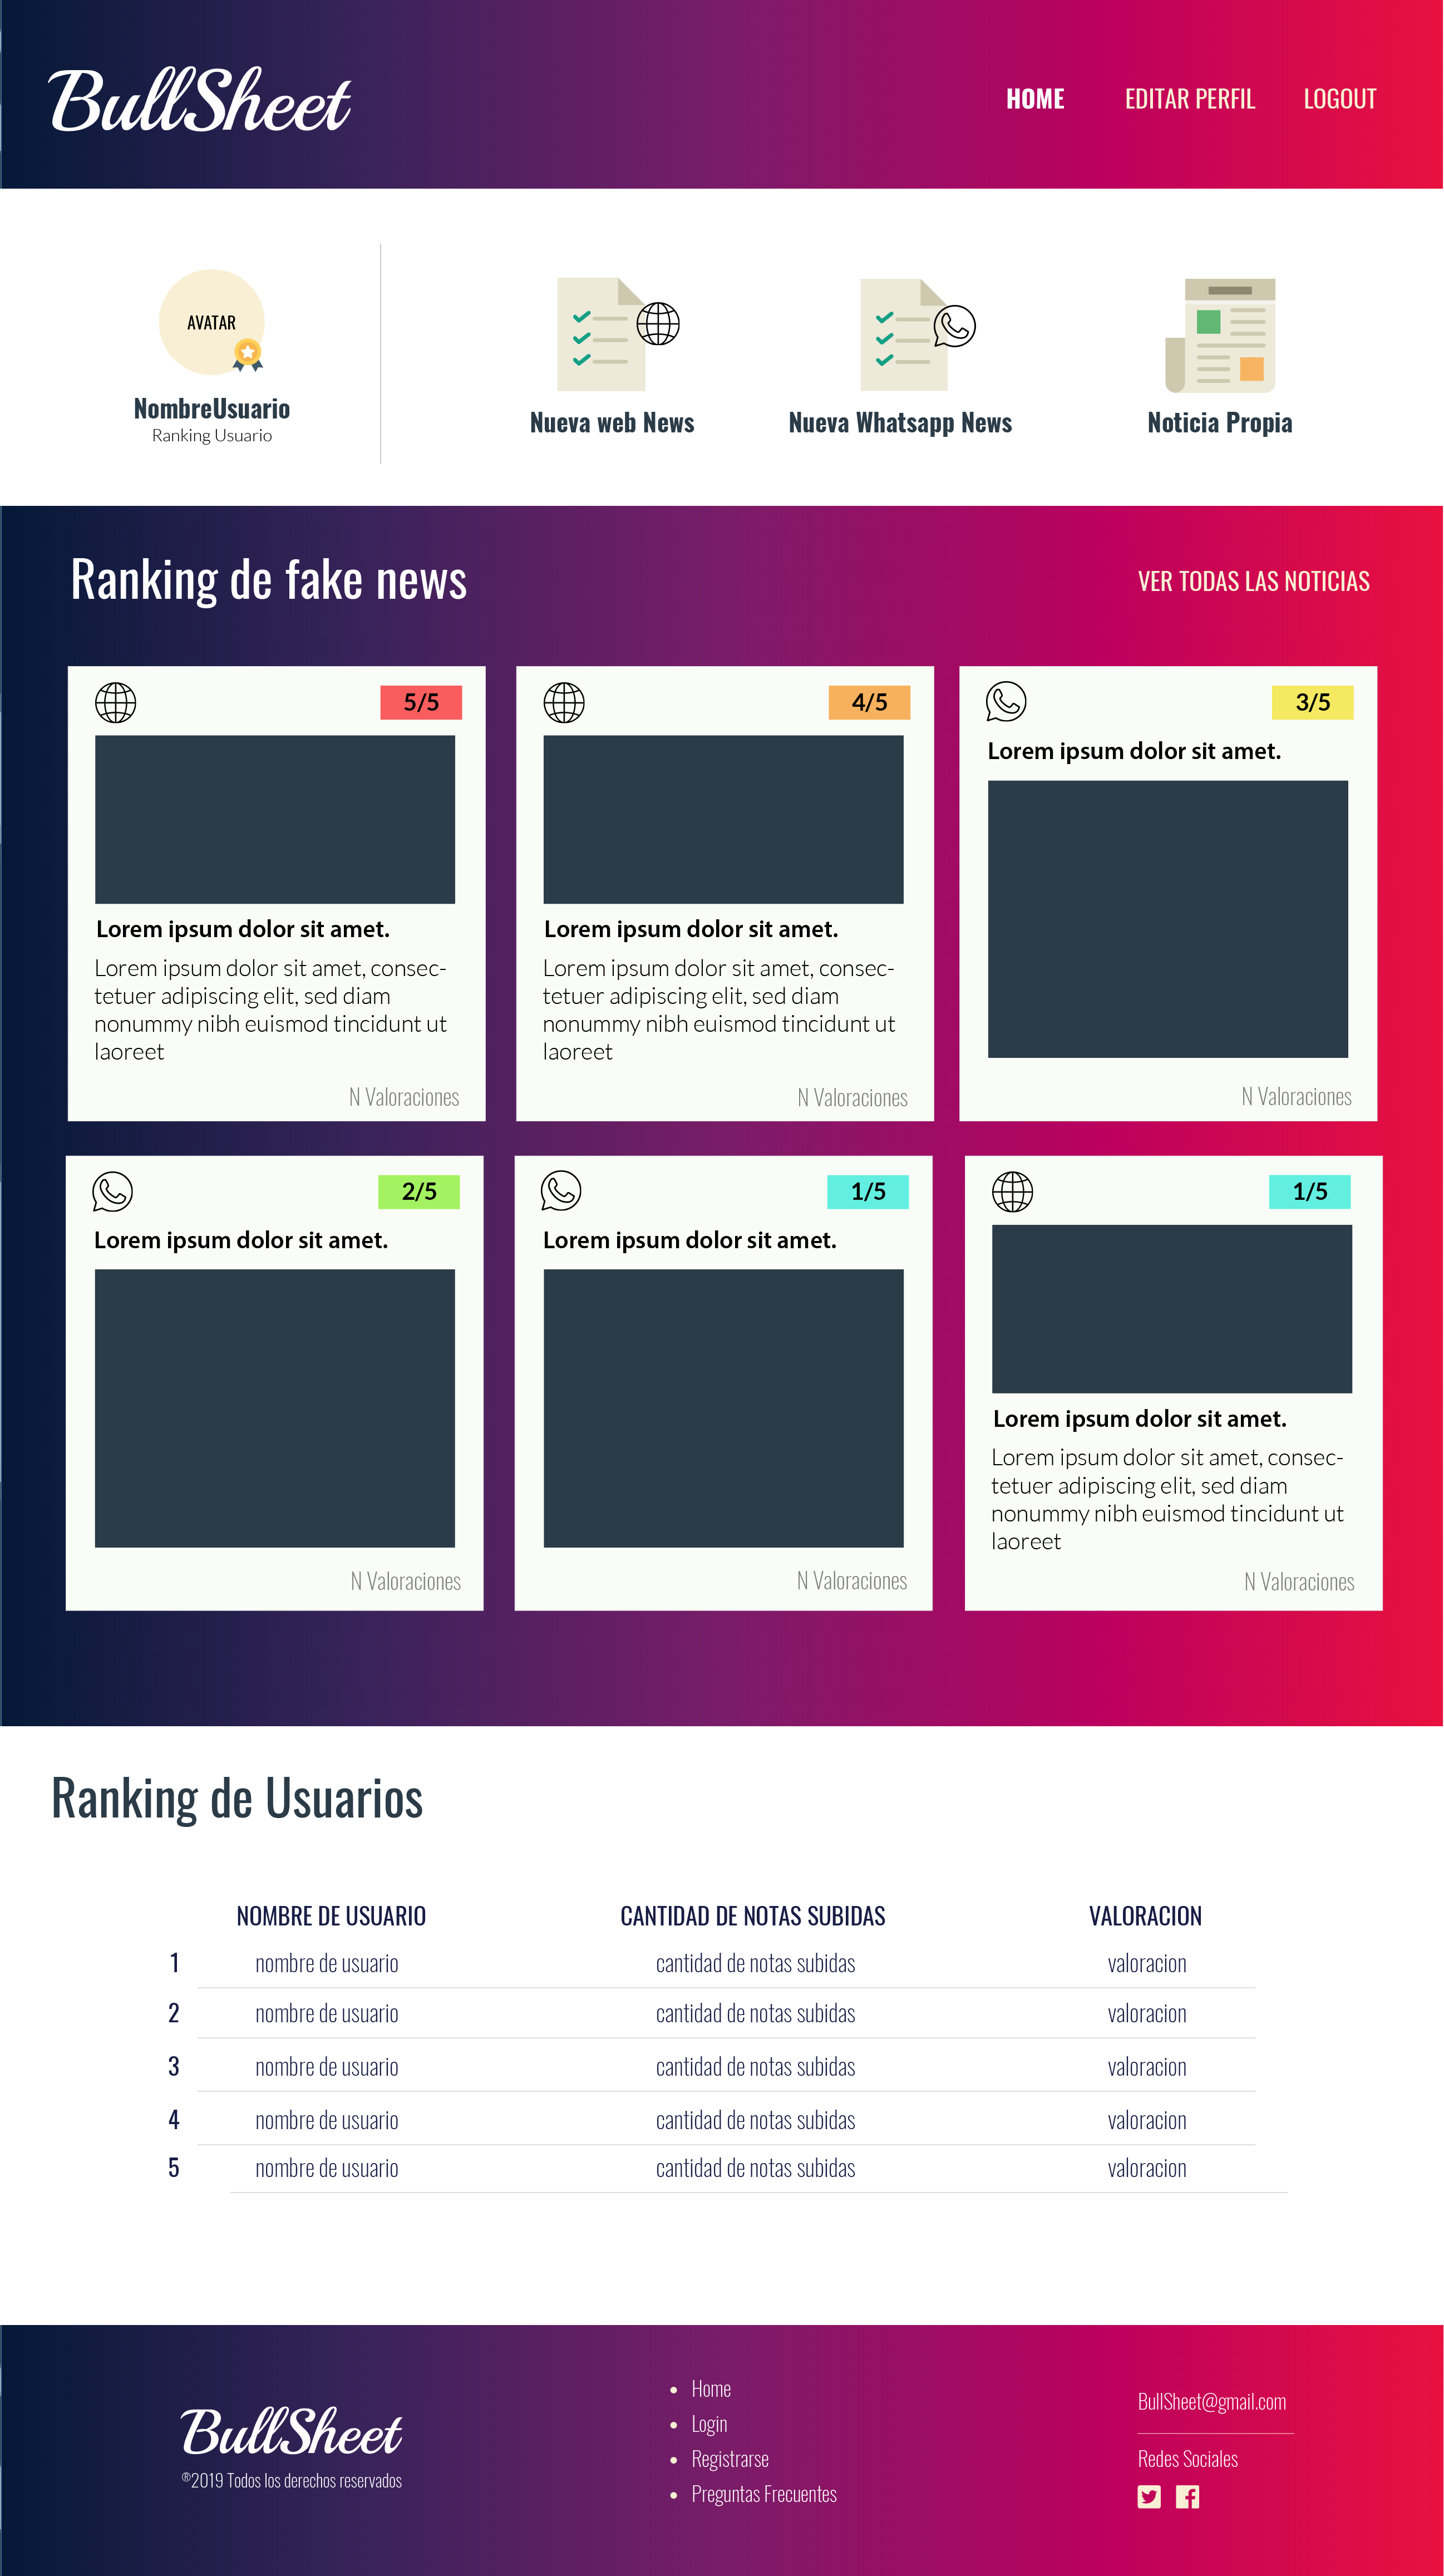 BullSheet
HOME EDITAR PERFIL LOGOUT
AVATAR
NombreUsuario
Ranking Usuario
Nueva web News
Nueva Whatsapp News
Noticia Propia
Ranking de fake news
VER TODAS LAS NOTICIAS
5/5
Lorem ipsum dolor sit amet.
Lorem ipsum dolor sit amet, consec-
tetuer adipiscing elit, sed diam
nonummy nibh euismod tincidunt ut
laoreet
N Valoraciones
4/5
Lorem ipsum dolor sit amet.
Lorem ipsum dolor sit amet, consec-
tetuer adipiscing elit, sed diam
nonummy nibh euismod tincidunt ut
laoreet
N Valoraciones
3/5
Lorem ipsum dolor sit amet.
N Valoraciones
2/5
Lorem ipsum dolor sit amet.
N Valoraciones
1/5
Lorem ipsum dolor sit amet.
N Valoraciones
1/5
Lorem ipsum dolor sit amet.
Lorem ipsum dolor sit amet, consec-
tetuer adipiscing elit, sed diam
nonummy nibh euismod tincidunt ut
laoreet
N Valoraciones
Ranking de Usuarios
NOMBRE DE USUARIO CANTIDAD DE NOTAS SUBIDAS VALORACION
1 nombre de usuario cantidad de notas subidas valoracion
2 nombre de usuario cantidad de notas subidas valoracion
3 nombre de usuario cantidad de notas subidas valoracion
4 nombre de usuario cantidad de notas subidas valoracion
5 nombre de usuario cantidad de notas subidas valoracion
BullSheet
®2019 Todos los derechos reservados
• Home
• Login
• Registrarse
• Preguntas Frecuentes
BullSheet@gmail.com
Redes Sociales